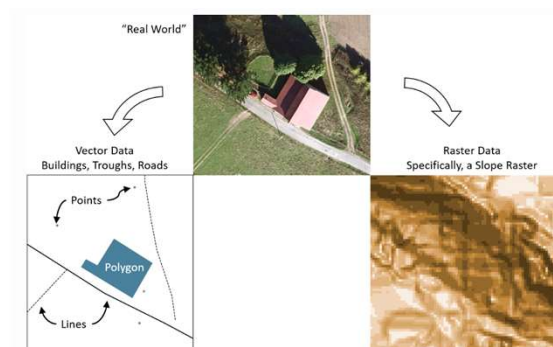 “Real World”
Vector Data
Buildings, Troughs, Roads
Raster Data
Specifically, a Slope Raster
Points
Polygon
Lines